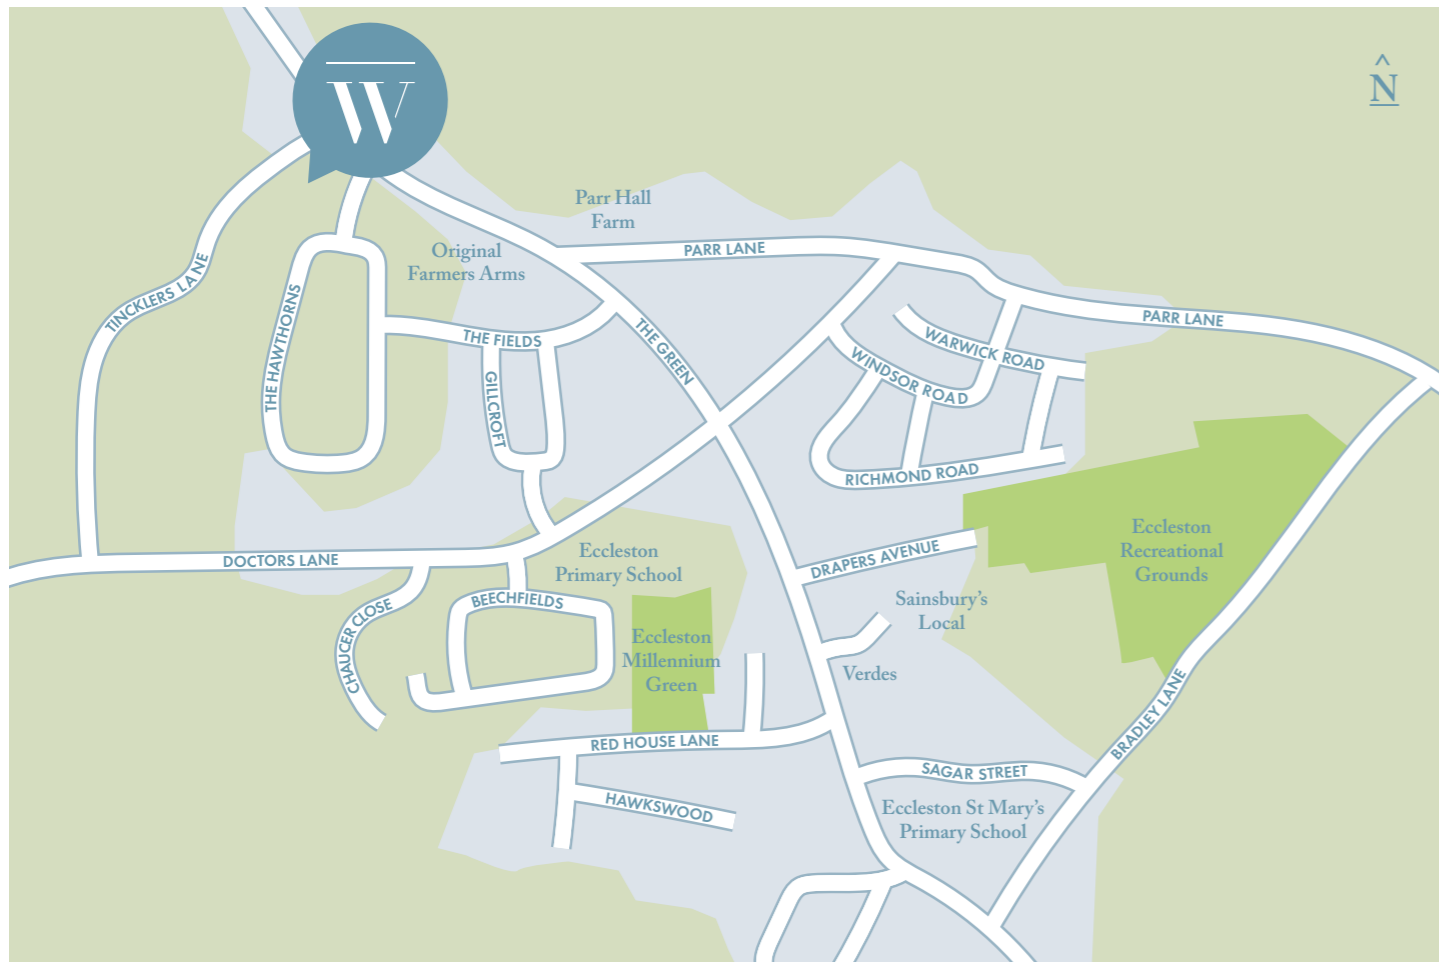 W
N
Parr Hall
Farm
Original
Farmers Arms
PARR LANE
PARR LANE
TINCKLERS LANE
THE HAWTHORNS
THE FIELDS
THE GREEN
GILLCROFT
WARWICK ROAD
WINDSOR ROAD
RICHMOND ROAD
DOCTORS LANE
Eccleston
Primary School
DRAPERS AVENUE
Eccleston
Recreational
Grounds
CHAUCER CLOSE
BEECHFIELDS
Sainsbury's
Local
Eccleston
Millennium
Green
Verdes
BRADLEY LANE
RED HOUSE LANE
SAGAR STREET
HAWKSWOOD
Eccleston St Mary's
Primary School